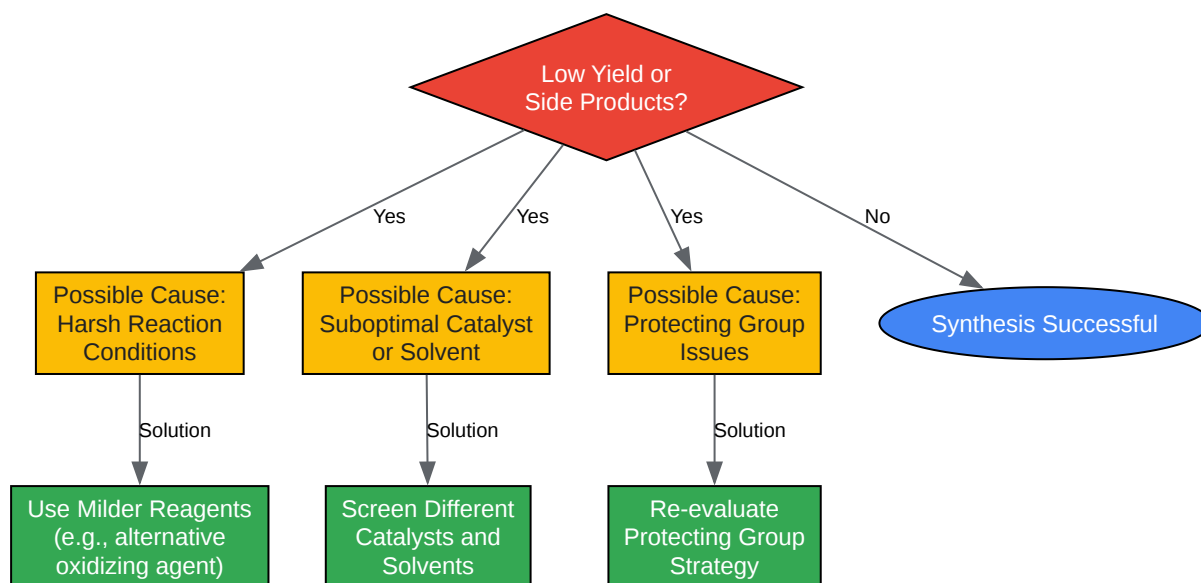 Low Yield or
Side Products?
Yes
Yes
Yes
No
Possible Cause:
Harsh Reaction
Conditions
Possible Cause:
Suboptimal Catalyst
or Solvent
Possible Cause:
Protecting Group
Issues
Synthesis Successful
Solution
Solution
Solution
Use Milder Reagents
(e.g., alternative
oxidizing agent)
Screen Different
Catalysts and
Solvents
Re-evaluate
Protecting Group
Strategy